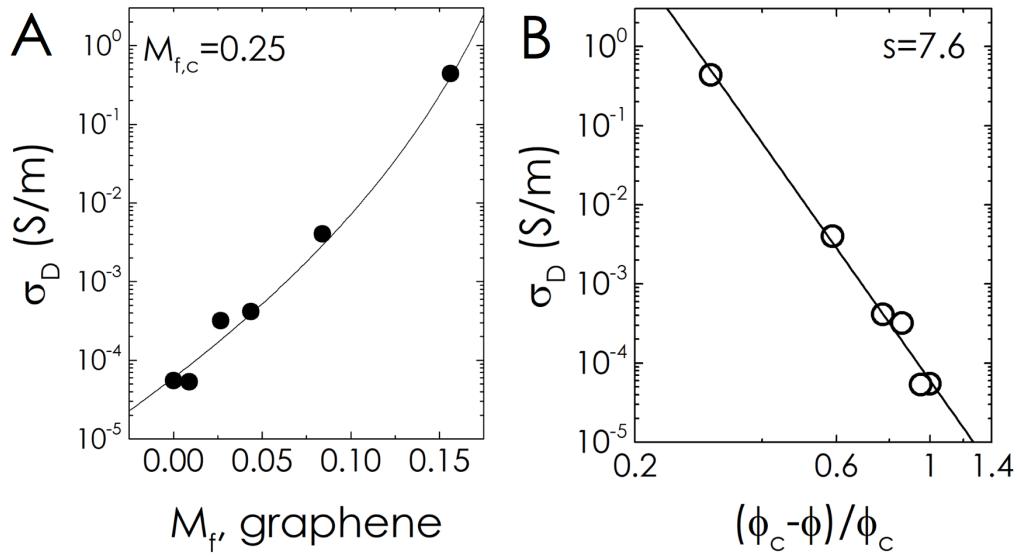 A
M_f,c=0.25
σ_D (S/m)
10^0
10^-1
10^-2
10^-3
10^-4
10^-5
0.00 0.05 0.10 0.15
M_f, graphene
B
s=7.6
σ_D (S/m)
10^0
10^-1
10^-2
10^-3
10^-4
10^-5
0.2 0.6 1 1.4
(ϕ_c-ϕ)/ϕ_c